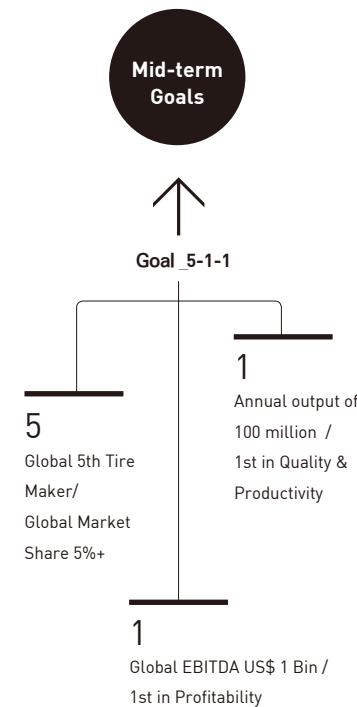 Mid-term
Goals
Goal _5-1-1
5
Global 5th Tire
Maker/
Global Market
Share 5%+
1
Global EBITDA US$ 1 Bin /
1st in Profitability
1
Annual output of
100 million /
1st in Quality &
Productivity